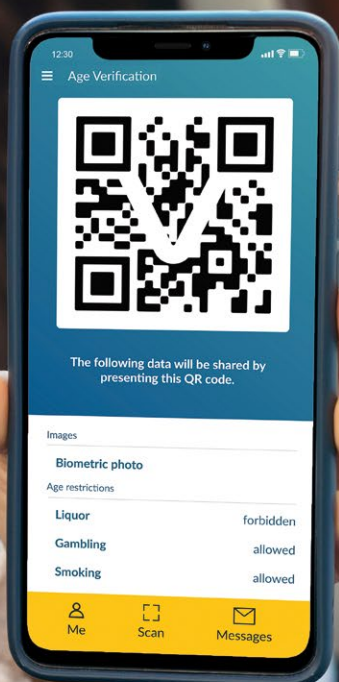 12:30
Age Verification
V
The following data will be shared by
presenting this QR code.
Images
Biometric photo
Age restrictions
Liquor forbidden
Gambling allowed
Smoking allowed
Me Scan Messages